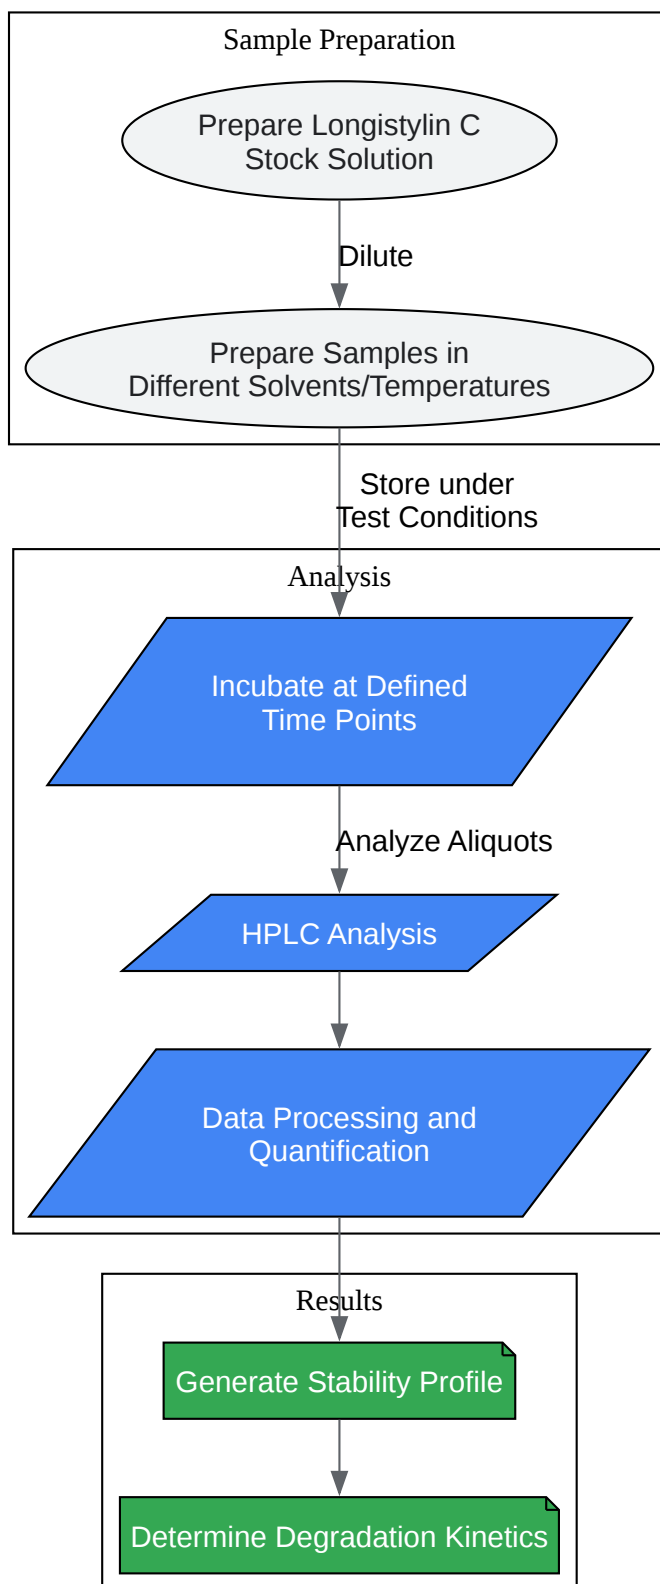 Sample Preparation
Prepare Longistylin C
Stock Solution
Dilute
Prepare Samples in
Different Solvents/Temperatures
Store under
Test Conditions
Analysis
Incubate at Defined
Time Points
Analyze Aliquots
HPLC Analysis
Data Processing and
Quantification
Results
Generate Stability Profile
Determine Degradation Kinetics